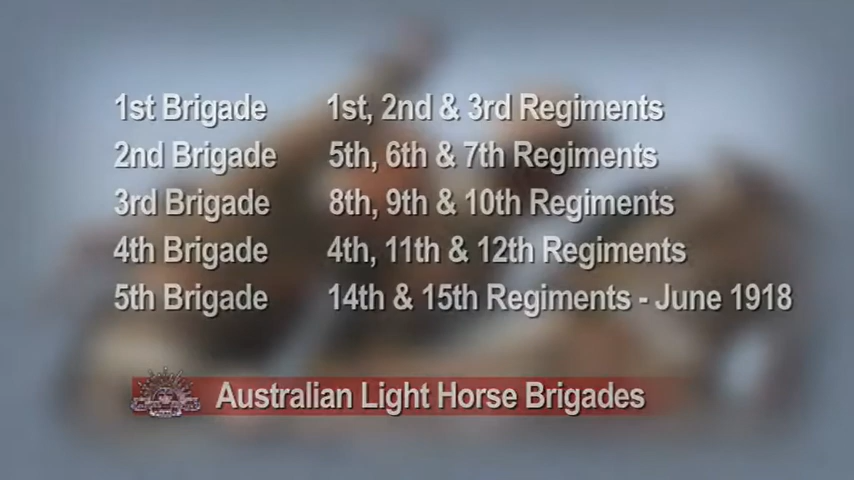 1st Brigade 1st, 2nd & 3rd Regiments
2nd Brigade 5th, 6th & 7th Regiments
3rd Brigade 8th, 9th & 10th Regiments
4th Brigade 4th, 11th & 12th Regiments
5th Brigade 14th & 15th Regiments - June 1918
Australian Light Horse Brigades